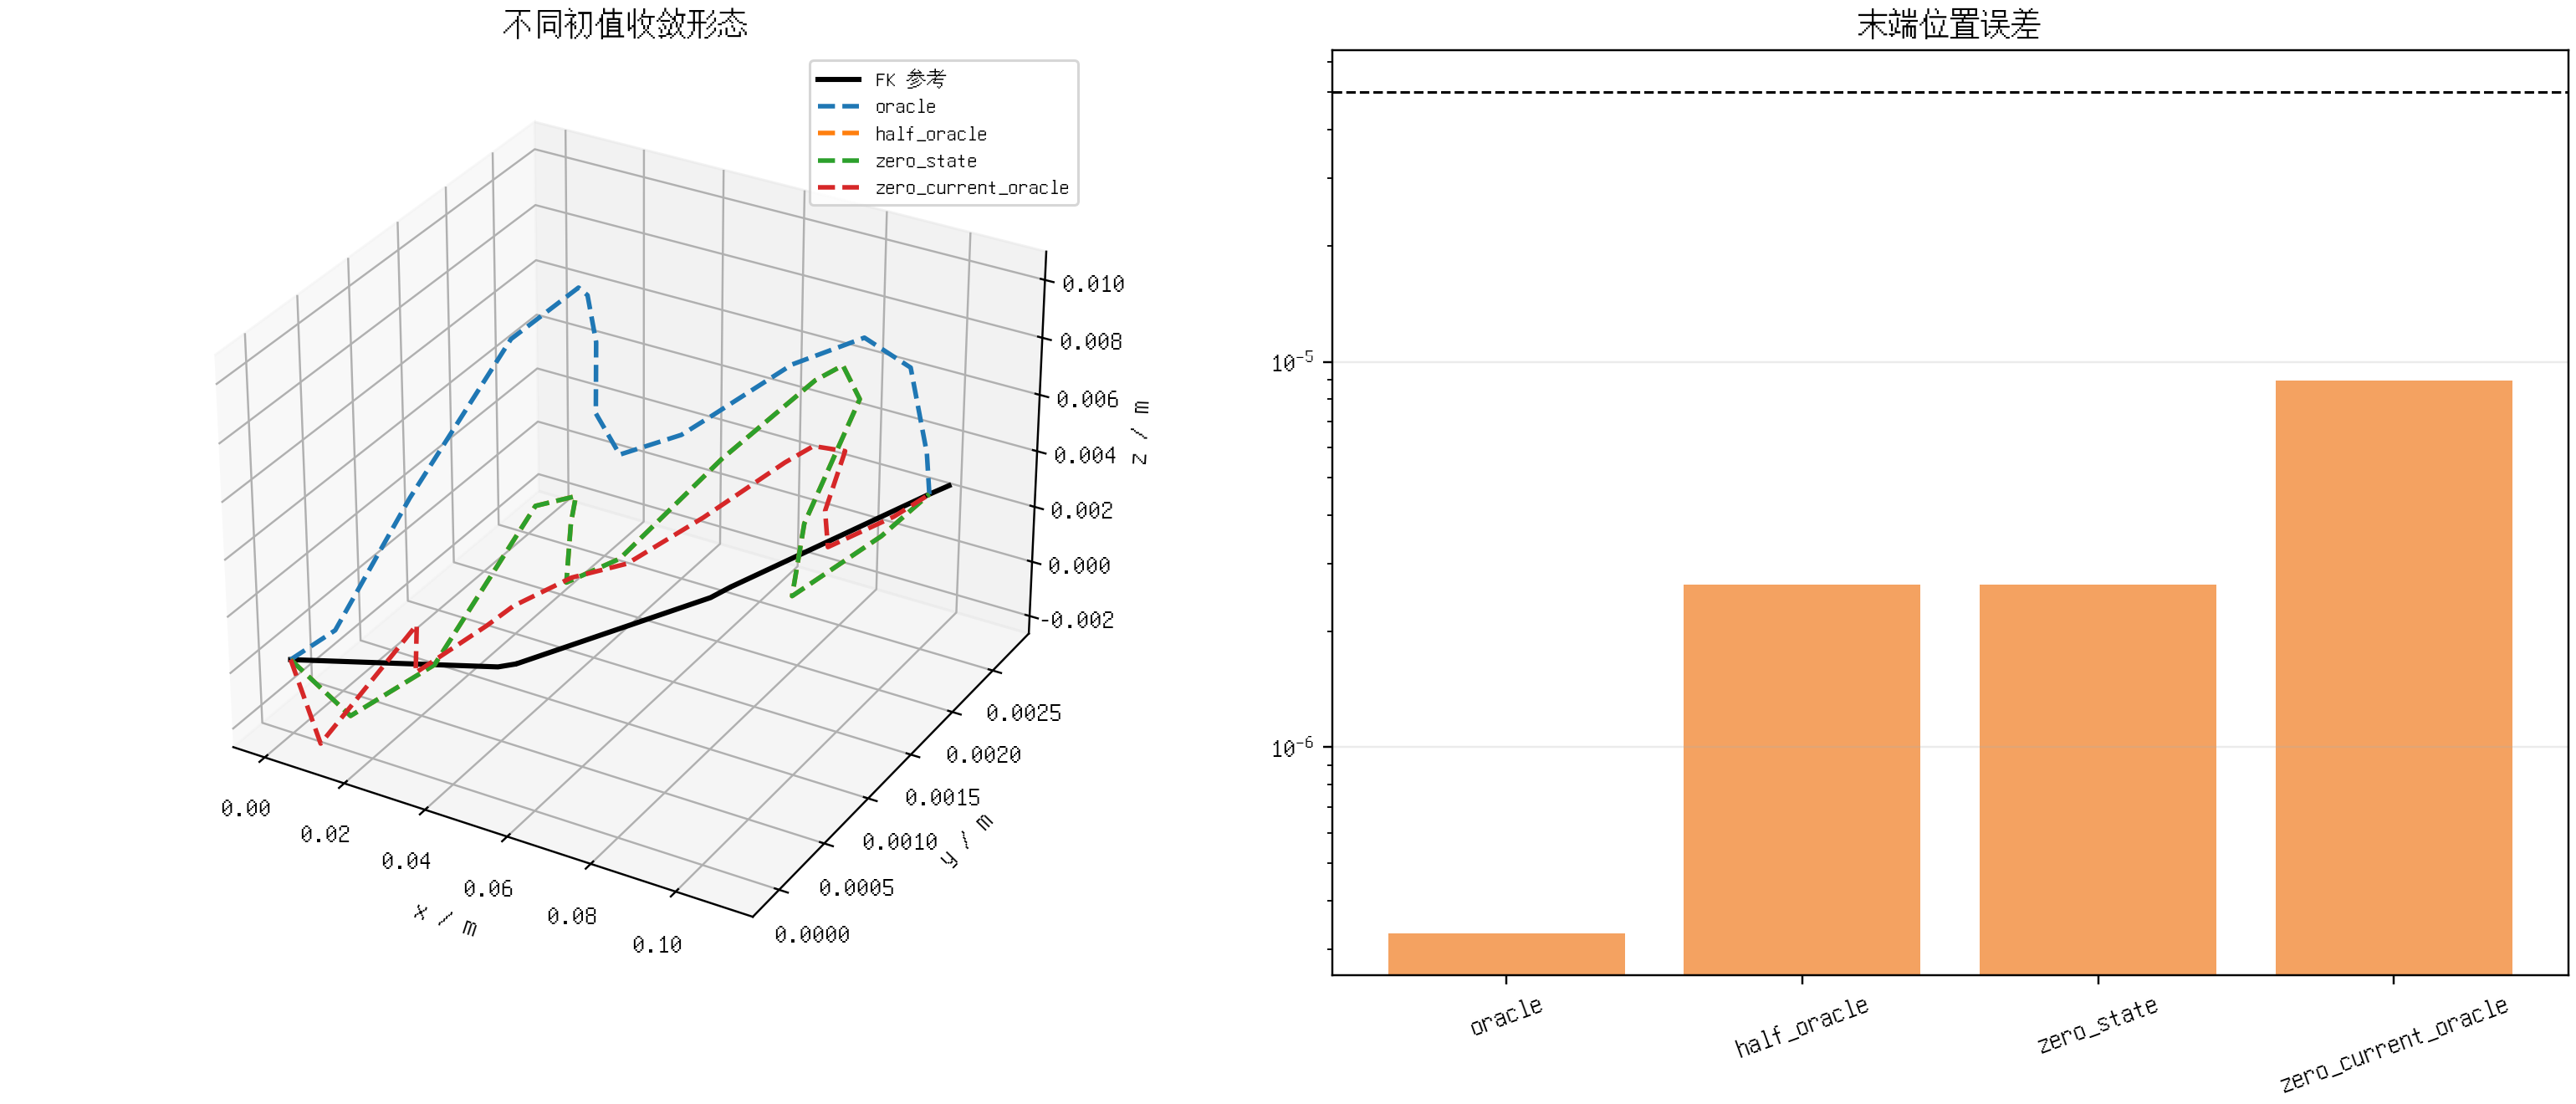 不同初值收敛形态
FK 参考
oracle
half_oracle
zero_state
zero_current_oracle
0.010
0.008
0.006
0.004
0.002
0.000
-0.002
z / m
0.0025
0.0020
0.0015
0.0010
0.0005
0.0000
y / m
0.00
0.02
0.04
0.06
0.08
0.10
x / m
末端位置误差
10⁻⁵
10⁻⁶
oracle
half_oracle
zero_state
zero_current_oracle